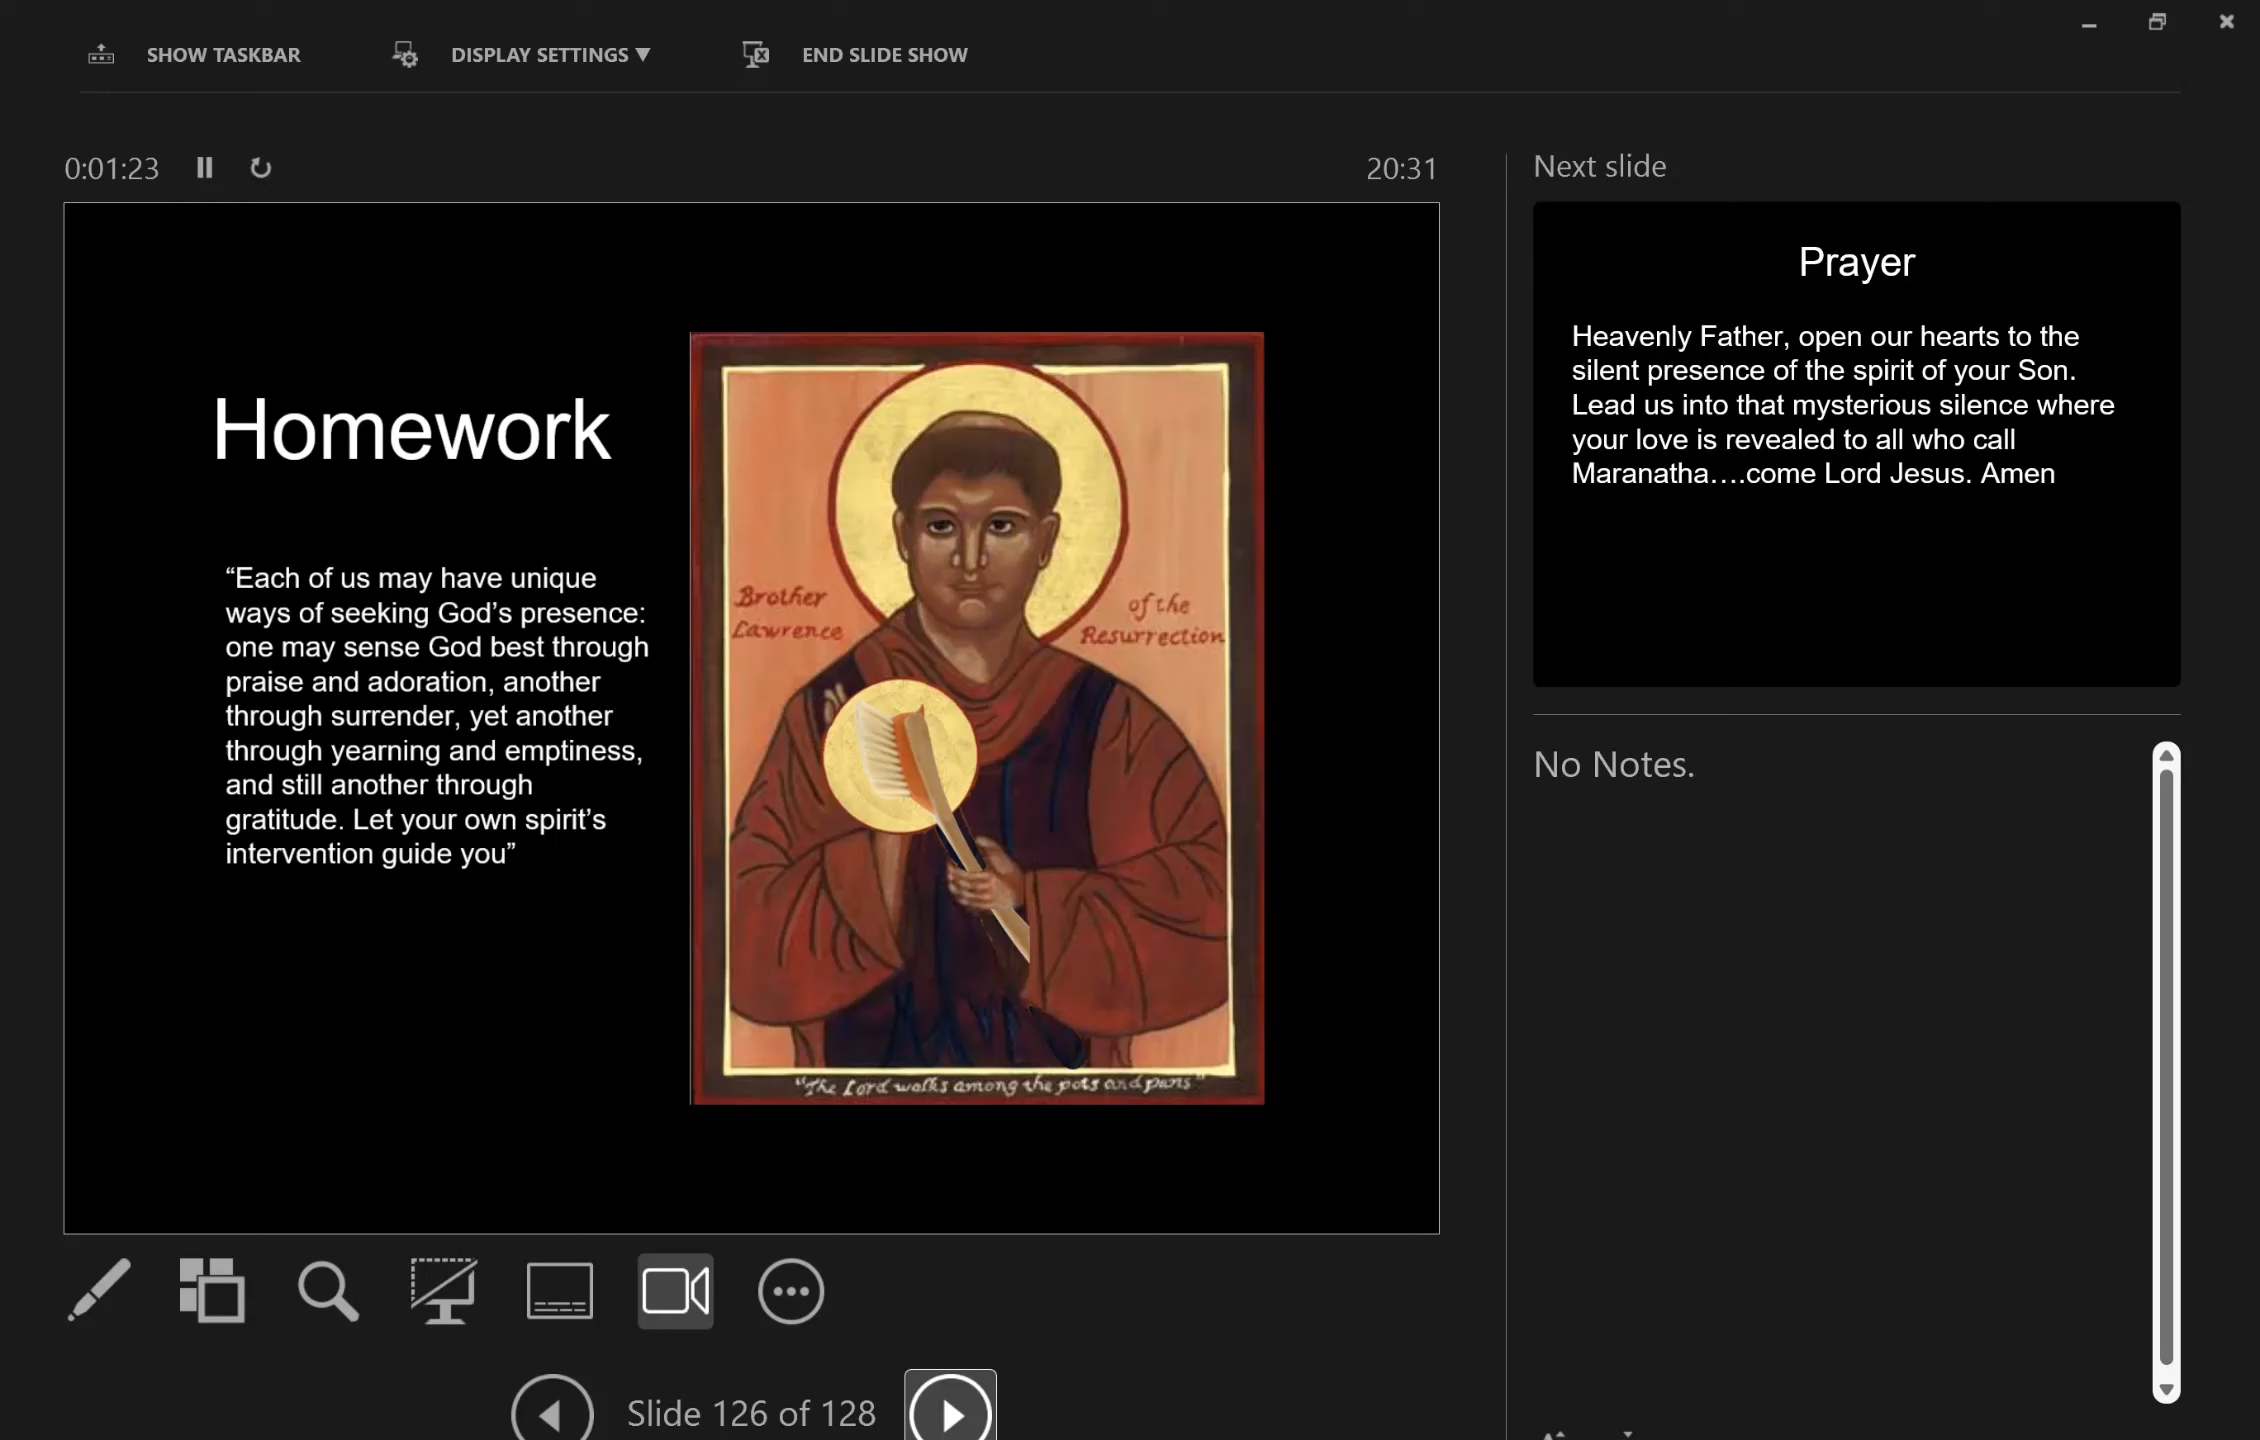 SHOW TASKBAR
DISPLAY SETTINGS ▼
END SLIDE SHOW
0:01:23
20:31
Homework
“Each of us may have unique
ways of seeking God’s presence:
one may sense God best through
praise and adoration, another
through surrender, yet another
through yearning and emptiness,
and still another through
gratitude. Let your own spirit’s
intervention guide you”
Brother
Lawrence
of the
Resurrection
"The Lord walks among the pots and pans"
Next slide
Prayer
Heavenly Father, open our hearts to the
silent presence of the spirit of your Son.
Lead us into that mysterious silence where
your love is revealed to all who call
Maranatha….come Lord Jesus. Amen
No Notes.
Slide 126 of 128